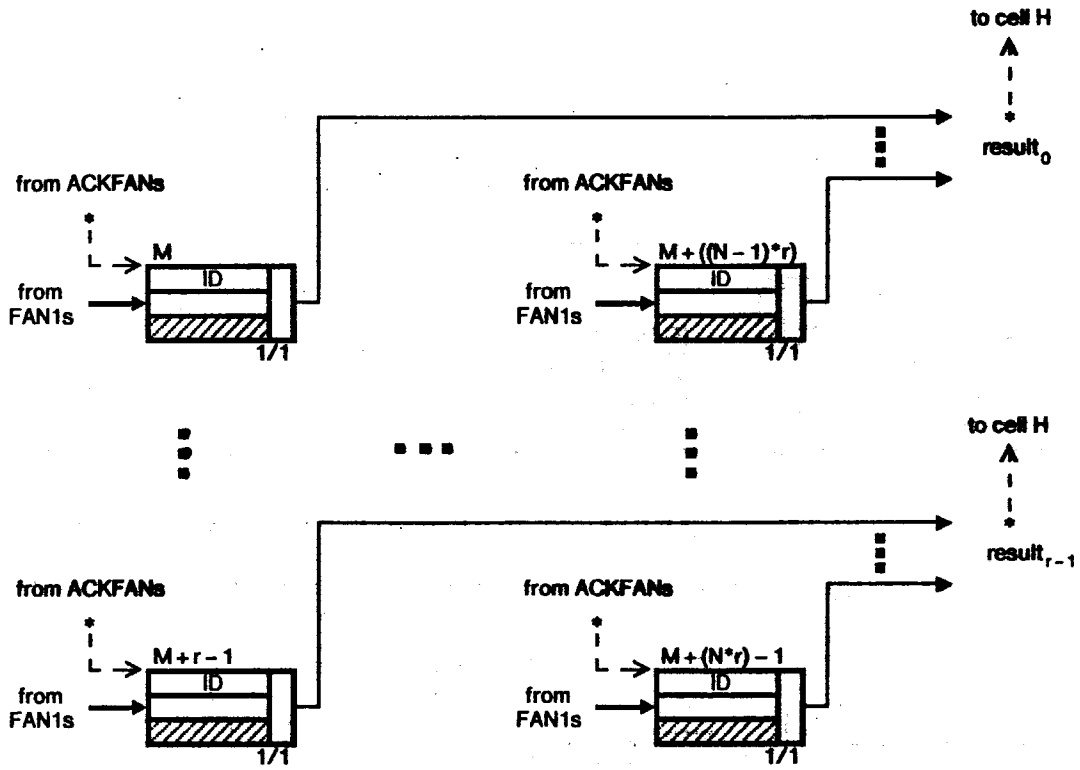 to cell H
*
result0
from ACKFANs
from ACKFANs
*
*
M
M + ((N − 1)*r)
ID
ID
from
FAN1s
from
FAN1s
1/1
1/1
to cell H
*
result r − 1
from ACKFANs
from ACKFANs
*
*
M + r − 1
M + (N*r) − 1
ID
ID
from
FAN1s
from
FAN1s
1/1
1/1